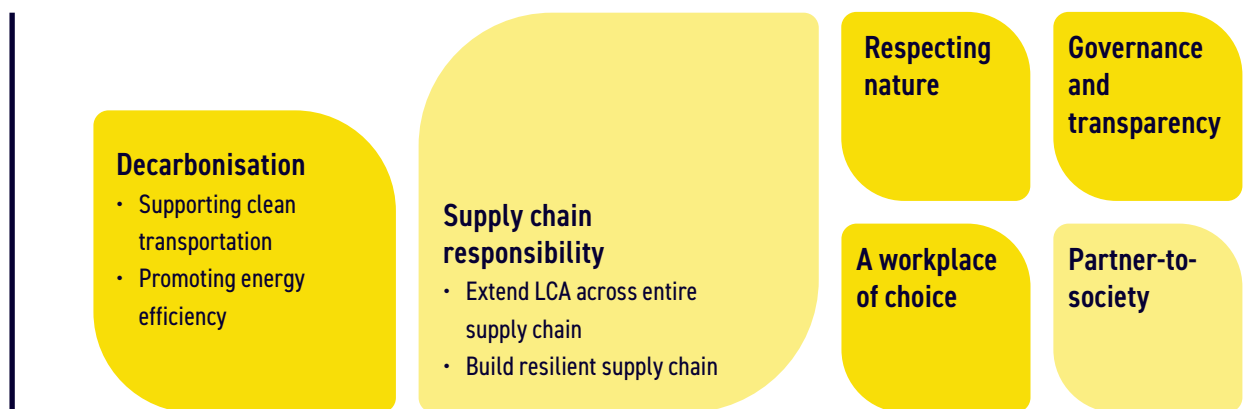 Decarbonisation
• Supporting clean
transportation
• Promoting energy
efficiency
Supply chain
responsibility
• Extend LCA across entire
supply chain
• Build resilient supply chain
Respecting
nature
Governance
and
transparency
A workplace
of choice
Partner-to-
society